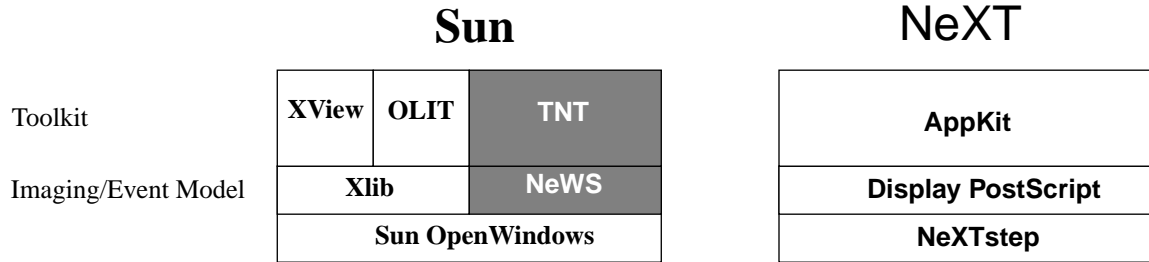 Sun NeXT
Toolkit XView OLIT TNT AppKit
Imaging/Event Model Xlib NeWS Display PostScript
Sun OpenWindows NeXTstep